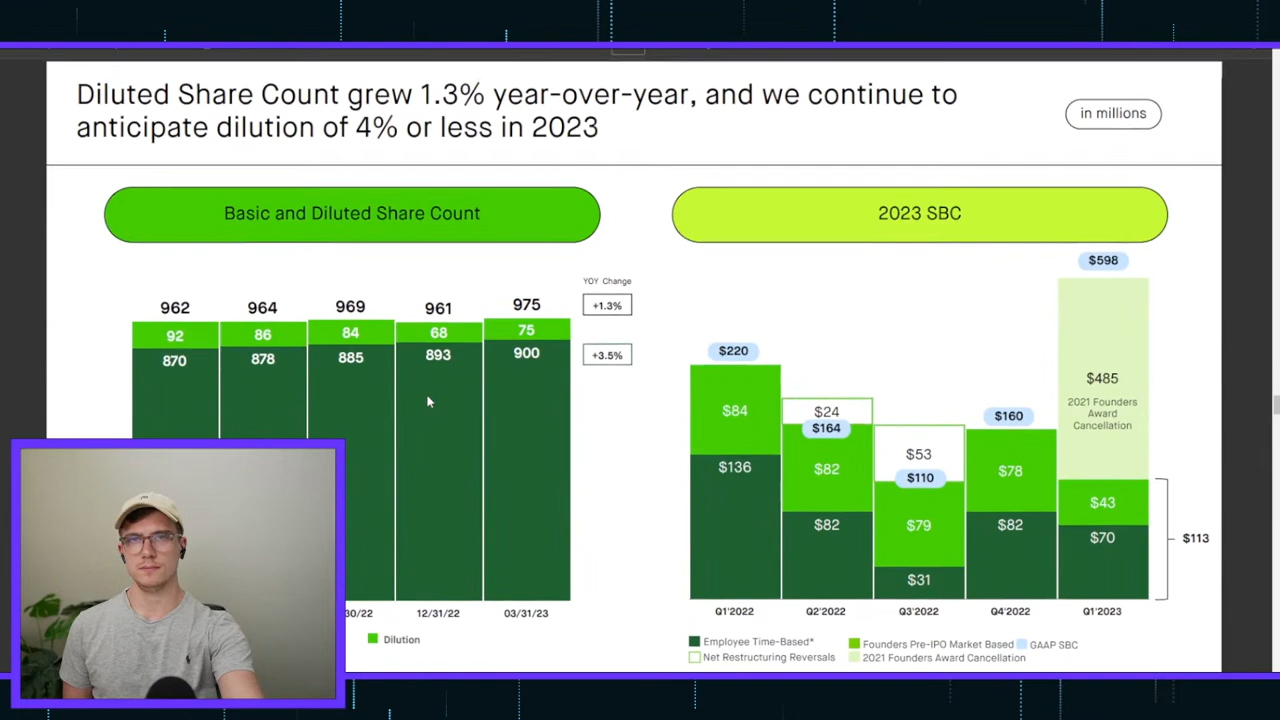 Diluted Share Count grew 1.3% year-over-year, and we continue to
anticipate dilution of 4% or less in 2023
in millions
Basic and Diluted Share Count
962
964
969
961
975
92
86
84
68
75
870
878
885
893
900
YOY Change
+1.3%
+3.5%
12/31/22
03/31/23
Dilution
2023 SBC
$220
$84
$136
$24
$164
$82
$82
$53
$110
$79
$31
$160
$78
$82
$598
$485
2021 Founders
Award
Cancellation
$43
$70
$113
Q1'2022
Q2'2022
Q3'2022
Q4'2022
Q1'2023
Employee Time-Based*
Founders Pre-IPO Market Based
GAAP SBC
Net Restructuring Reversals
2021 Founders Award Cancellation